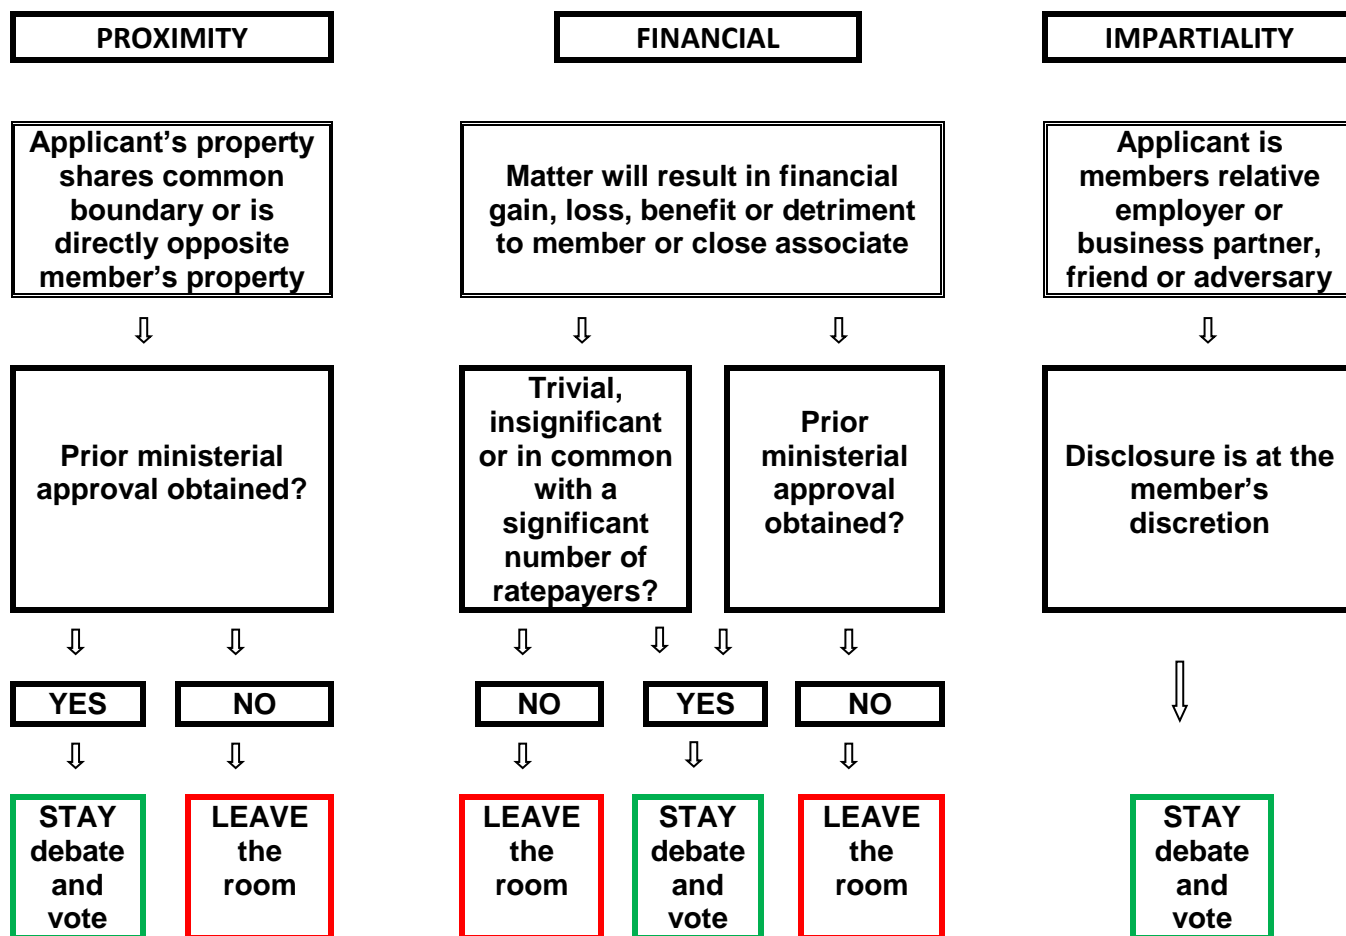 PROXIMITY
FINANCIAL
IMPARTIALITY
Applicant’s property
shares common
boundary or is
directly opposite
member’s property
Matter will result in financial
gain, loss, benefit or detriment
to member or close associate
Applicant is
members relative
employer or
business partner,
friend or adversary
Prior ministerial
approval obtained?
Trivial,
insignificant
or in common
with a
significant
number of
ratepayers?
Prior
ministerial
approval
obtained?
Disclosure is at the
member’s
discretion
YES
NO
NO
YES
NO
STAY
debate
and
vote
LEAVE
the
room
LEAVE
the
room
STAY
debate
and
vote
LEAVE
the
room
STAY
debate
and
vote